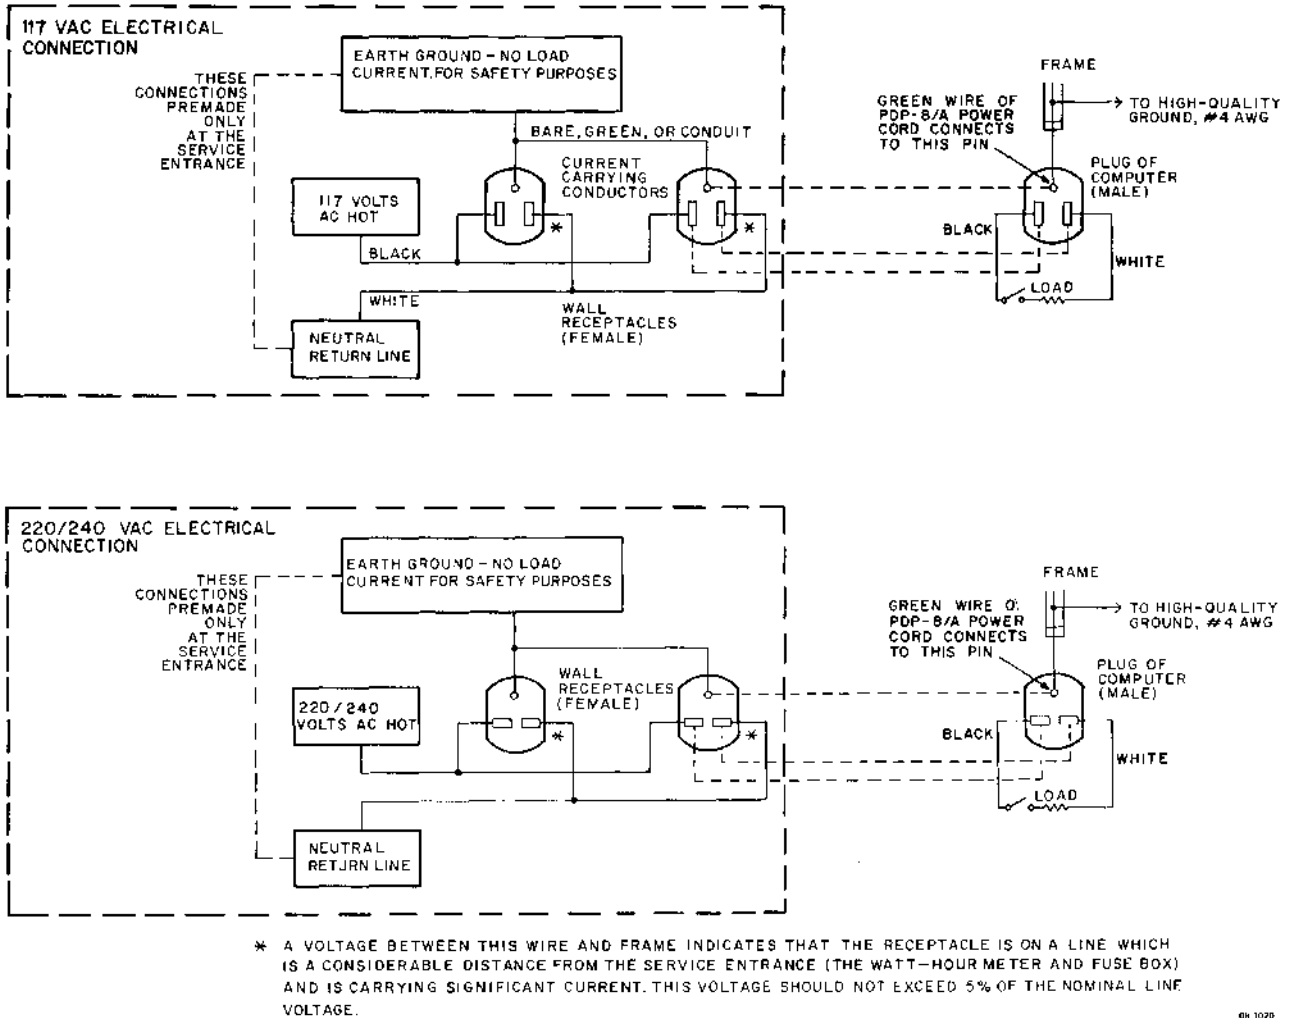 117 VAC ELECTRICAL
CONNECTION
EARTH GROUND - NO LOAD
CURRENT, FOR SAFETY PURPOSES
THESE
CONNECTIONS
PREMADE
ONLY
AT THE
SERVICE
ENTRANCE
BARE, GREEN, OR CONDUIT
CURRENT
CARRYING
CONDUCTORS
117 VOLTS
AC HOT
BLACK
*
*
WHITE
NEUTRAL
RETURN LINE
WALL
RECEPTACLES
(FEMALE)
FRAME
GREEN WIRE OF
PDP-8/A POWER
CORD CONNECTS
TO THIS PIN
TO HIGH-QUALITY
GROUND, #4 AWG
PLUG OF
COMPUTER
(MALE)
BLACK
WHITE
LOAD
220/240 VAC ELECTRICAL
CONNECTION
EARTH GROUND - NO LOAD
CURRENT FOR SAFETY PURPOSES
THESE
CONNECTIONS
PREMADE
ONLY
AT THE
SERVICE
ENTRANCE
WALL
RECEPTACLES
(FEMALE)
220/240
VOLTS AC HOT
*
*
NEUTRAL
RETURN LINE
FRAME
GREEN WIRE O.
PDP-8/A POWER
CORD CONNECTS
TO THIS PIN
TO HIGH-QUALITY
GROUND, #4 AWG
PLUG OF
COMPUTER
(MALE)
BLACK
WHITE
LOAD
* A VOLTAGE BETWEEN THIS WIRE AND FRAME INDICATES THAT THE RECEPTACLE IS ON A LINE WHICH
IS A CONSIDERABLE DISTANCE FROM THE SERVICE ENTRANCE (THE WATT-HOUR METER AND FUSE BOX)
AND IS CARRYING SIGNIFICANT CURRENT. THIS VOLTAGE SHOULD NOT EXCEED 5% OF THE NOMINAL LINE
VOLTAGE.
1020